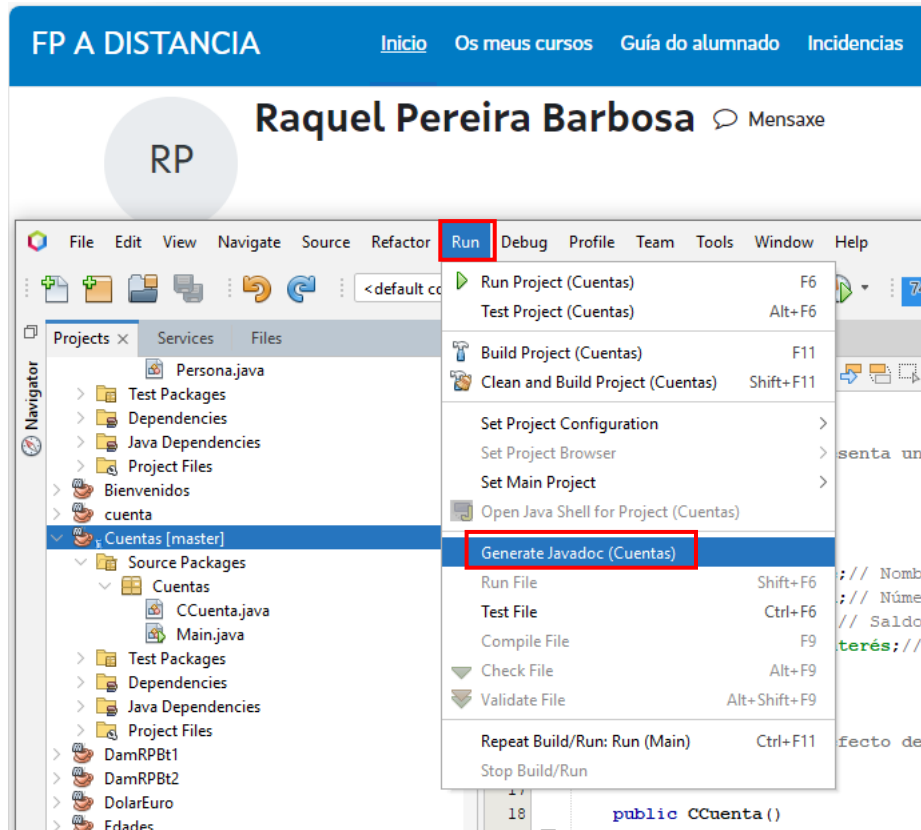 FP A DISTANCIA Inicio Os meus cursos Guía do alumnado Incidencias
Raquel Pereira Barbosa Mensaxe
RP
File Edit View Navigate Source Refactor Run Debug Profile Team Tools Window Help
<default co
74
Run Project (Cuentas) F6
Test Project (Cuentas) Alt+F6
Build Project (Cuentas) F11
Clean and Build Project (Cuentas) Shift+F11
Set Project Configuration
Set Project Browser
Set Main Project
Open Java Shell for Project (Cuentas)
Generate Javadoc (Cuentas)
Run File Shift+F6
Test File Ctrl+F6
Compile File F9
Check File Alt+F9
Validate File Alt+Shift+F9
Repeat Build/Run: Run (Main) Ctrl+F11
Stop Build/Run
Projects Services Files
Navigator
Persona.java
Test Packages
Dependencies
Java Dependencies
Project Files
Bienvenidos
cuenta
Cuentas [master]
Source Packages
Cuentas
CCuenta.java
Main.java
Test Packages
Dependencies
Java Dependencies
Project Files
DamRPBt1
DamRPBt2
DolarEuro
Edades
senta un
;// Nomb
;// Núme
// Saldo
terés;//
fecto de
17
18 public CCuenta()